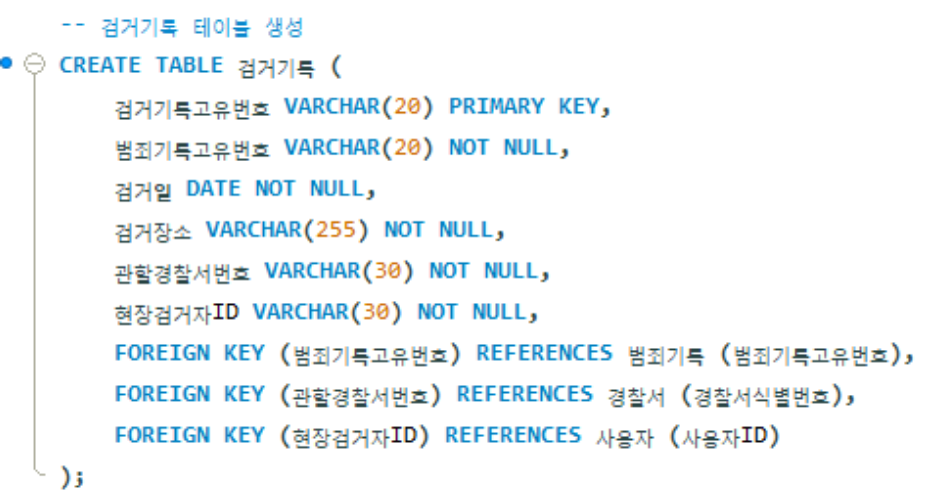 -- 검거기록 테이블 생성
CREATE TABLE 검거기록 (
검거기록고유번호 VARCHAR(20) PRIMARY KEY,
범죄기록고유번호 VARCHAR(20) NOT NULL,
검거일 DATE NOT NULL,
검거장소 VARCHAR(255) NOT NULL,
관할경찰서번호 VARCHAR(30) NOT NULL,
현장검거자ID VARCHAR(30) NOT NULL,
FOREIGN KEY (범죄기록고유번호) REFERENCES 범죄기록 (범죄기록고유번호),
FOREIGN KEY (관할경찰서번호) REFERENCES 경찰서 (경찰서식별번호),
FOREIGN KEY (현장검거자ID) REFERENCES 사용자 (사용자ID)
);